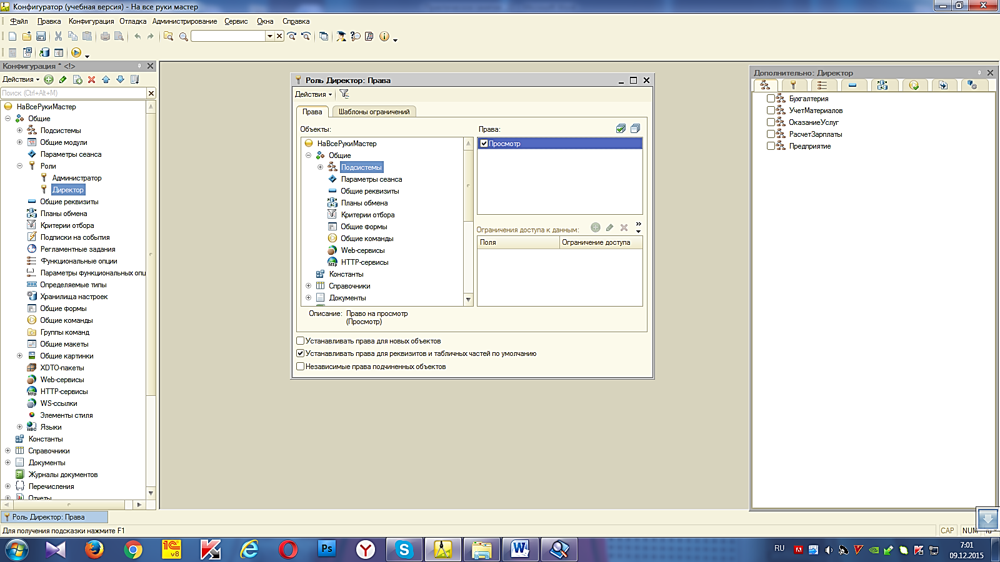 Конфигуратор (учебная версия) - На все руки мастер
Файл Правка Конфигурация Отладка Администрирование Сервис Окна Справка
Конфигурация * <!>
Действия
Поиск (Ctrl+Alt+M)
НаВсеРукиМастер
Общие
Подсистемы
Общие модули
Параметры сеанса
Роли
Администратор
Директор
Общие реквизиты
Планы обмена
Критерии отбора
Подписки на события
Регламентные задания
Функциональные опции
Параметры функциональных опц
Определяемые типы
Хранилища настроек
Общие формы
Общие команды
Группы команд
Общие макеты
Общие картинки
XDTO-пакеты
Web-сервисы
HTTP-сервисы
WS-ссылки
Элементы стиля
Языки
Константы
Справочники
Документы
Журналы документов
Перечисления
Отчеты
Роль Директор: Права
Действия
Права Шаблоны ограничений
Объекты:
НаВсеРукиМастер
Общие
Подсистемы
Параметры сеанса
Общие реквизиты
Планы обмена
Критерии отбора
Общие формы
Общие команды
Web-сервисы
HTTP-сервисы
Константы
Справочники
Документы
Права:
Просмотр
Ограничения доступа к данным:
Поля Ограничение доступа
Описание: Право на просмотр
(Просмотр)
Устанавливать права для новых объектов
Устанавливать права для реквизитов и табличных частей по умолчанию
Независимые права подчиненных объектов
Дополнительно: Директор
Бухгалтерия
УчетМатериалов
ОказаниеУслуг
РасчетЗарплаты
Предприятие
Роль Директор: Права
Для получения подсказки нажмите F1
CAP NUM
RU
7:01
09.12.2015